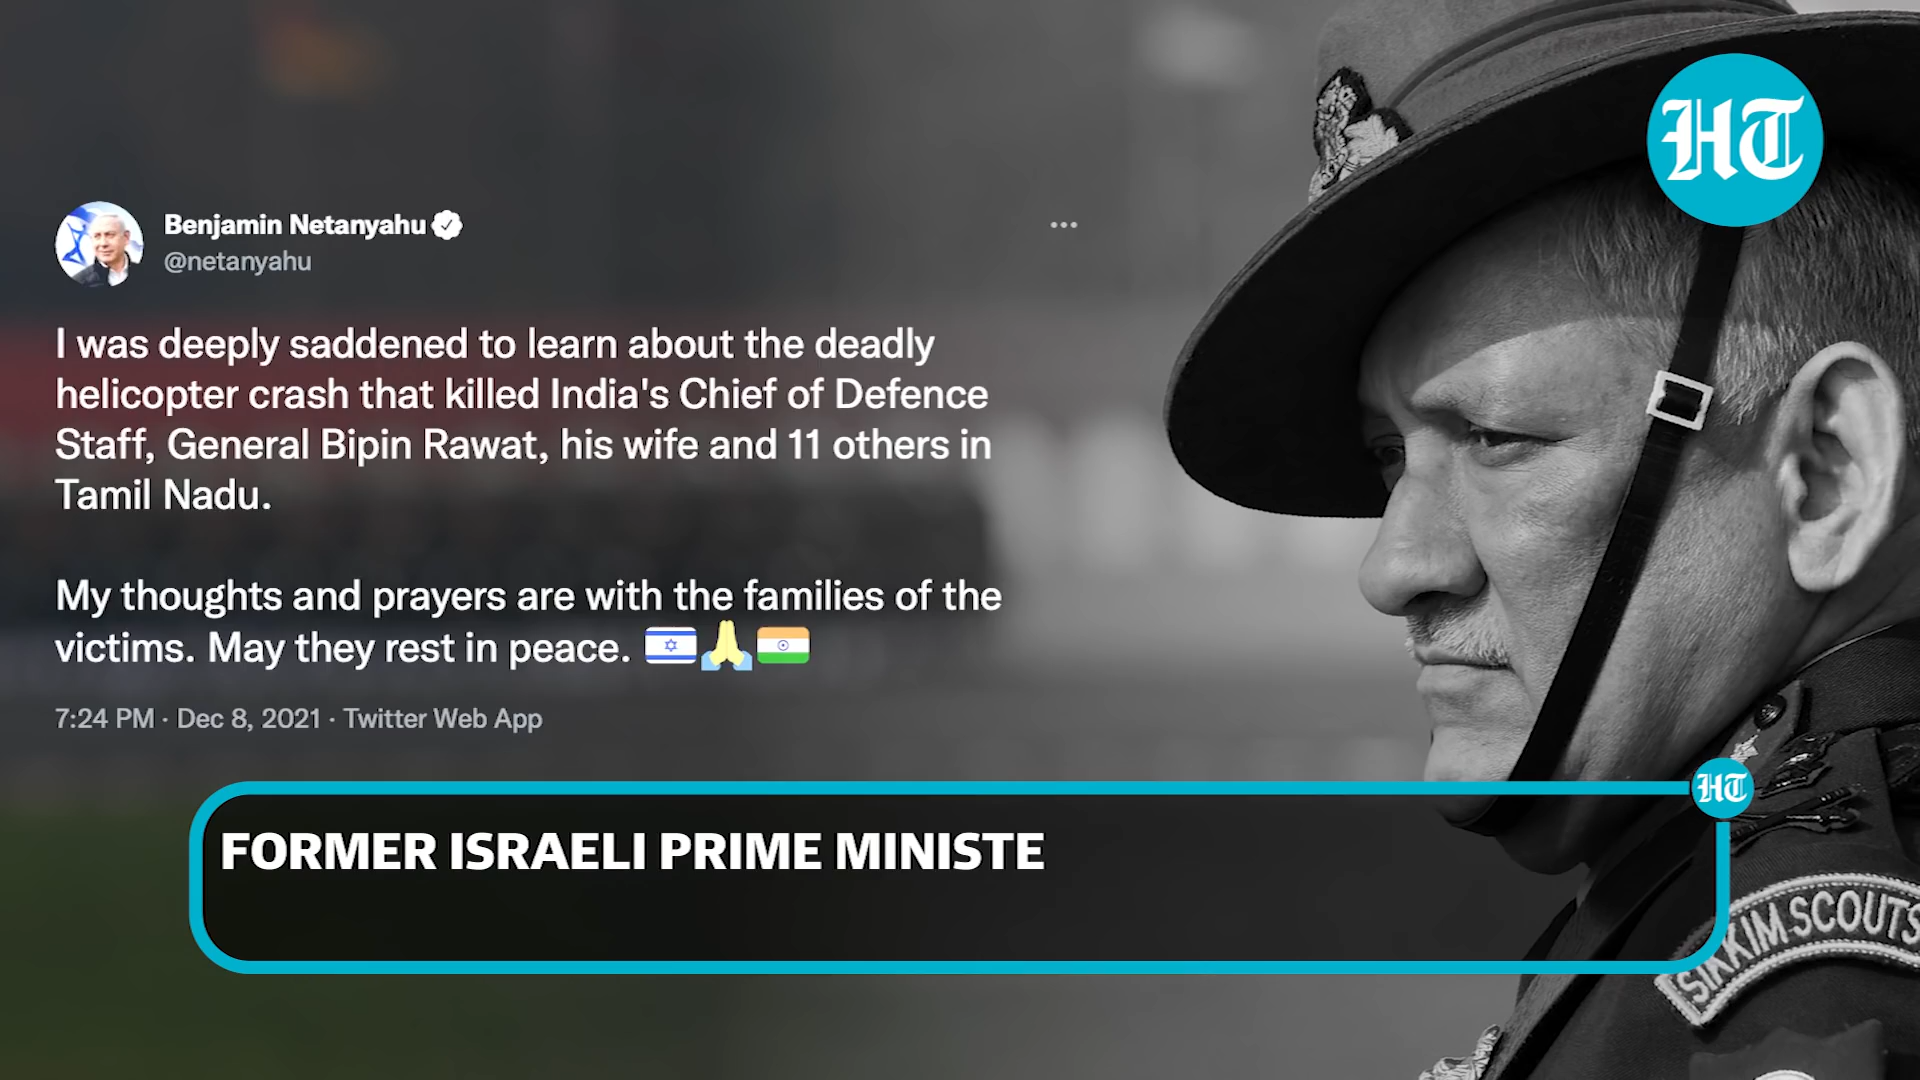 HT
Benjamin Netanyahu
@netanyahu
I was deeply saddened to learn about the deadly
helicopter crash that killed India's Chief of Defence
Staff, General Bipin Rawat, his wife and 11 others in
Tamil Nadu.
My thoughts and prayers are with the families of the
victims. May they rest in peace. 🇮🇱🙏🇮🇳
7:24 PM · Dec 8, 2021 · Twitter Web App
HT
FORMER ISRAELI PRIME MINISTE
SIKKIM SCOUTS